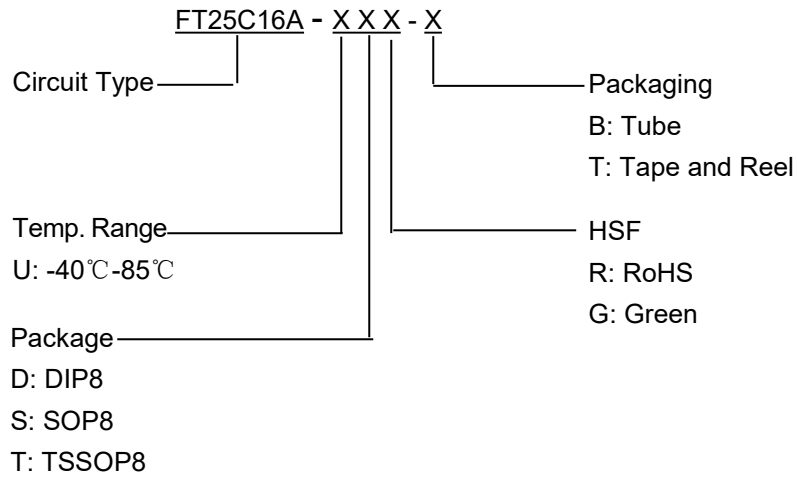 FT25C16A - X X X - X
Circuit Type
Packaging
B: Tube
T: Tape and Reel
Temp. Range
U: -40℃-85℃
HSF
R: RoHS
G: Green
Package
D: DIP8
S: SOP8
T: TSSOP8